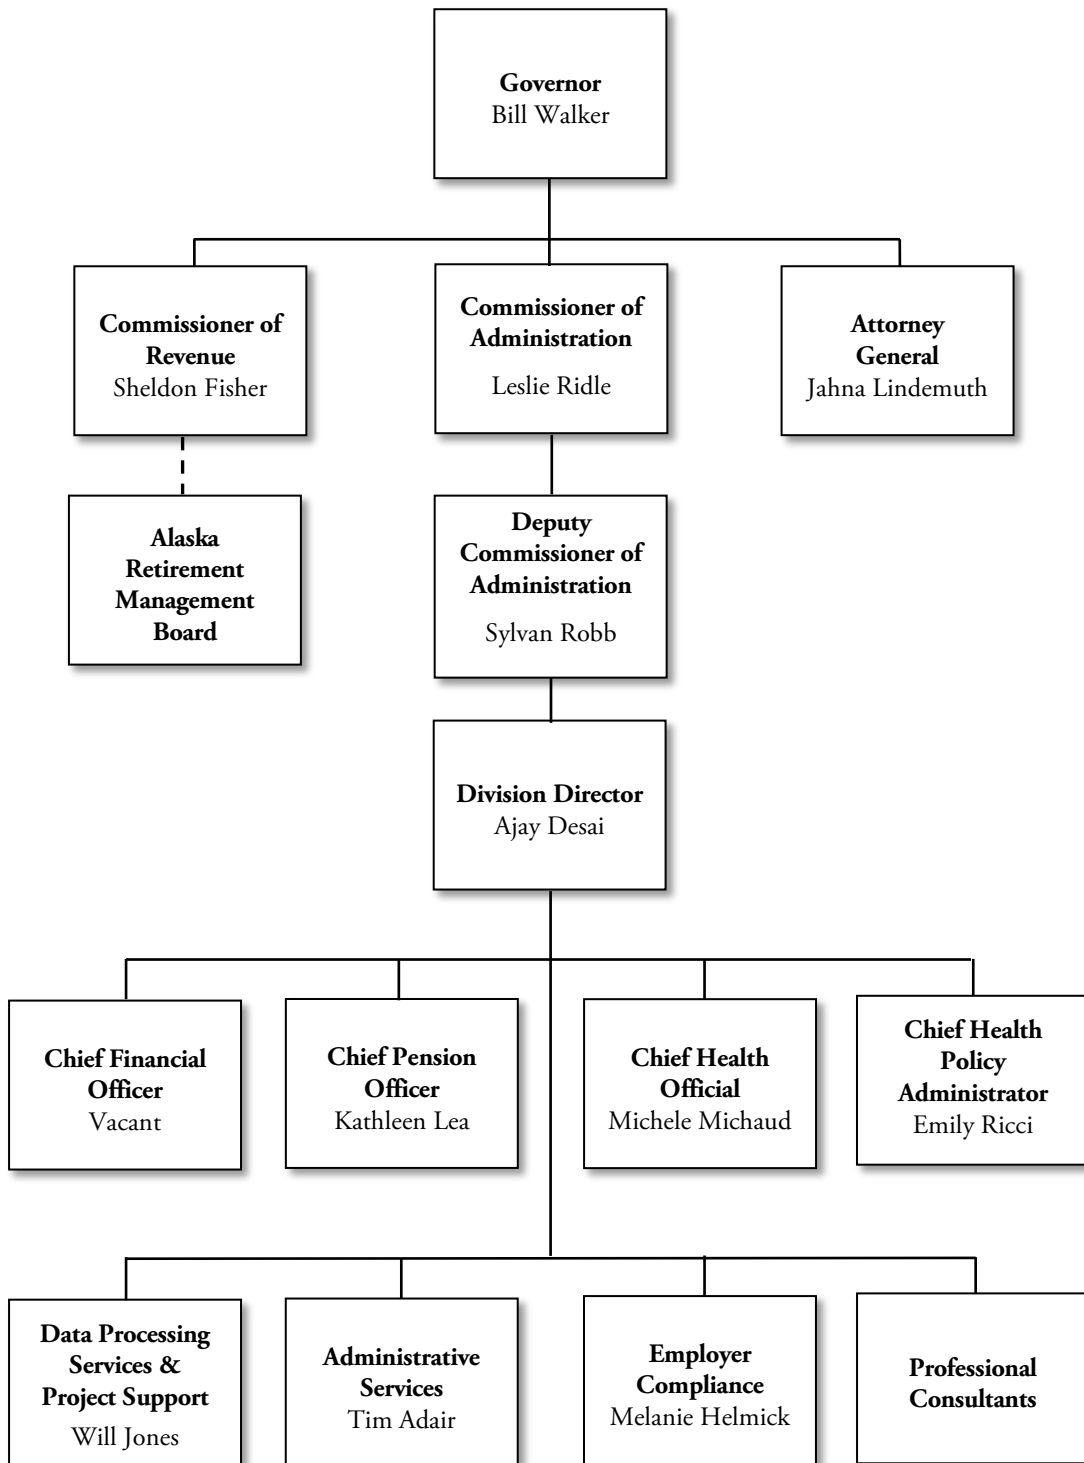 Governor
Bill Walker
Commissioner of
Revenue
Sheldon Fisher
Commissioner of
Administration
Leslie Ridle
Attorney
General
Jahna Lindemuth
Alaska
Retirement
Management
Board
Deputy
Commissioner of
Administration
Sylvan Robb
Division Director
Ajay Desai
Chief Financial
Officer
Vacant
Chief Pension
Officer
Kathleen Lea
Chief Health
Official
Michele Michaud
Chief Health
Policy
Administrator
Emily Ricci
Data Processing
Services &
Project Support
Will Jones
Administrative
Services
Tim Adair
Employer
Compliance
Melanie Helmick
Professional
Consultants